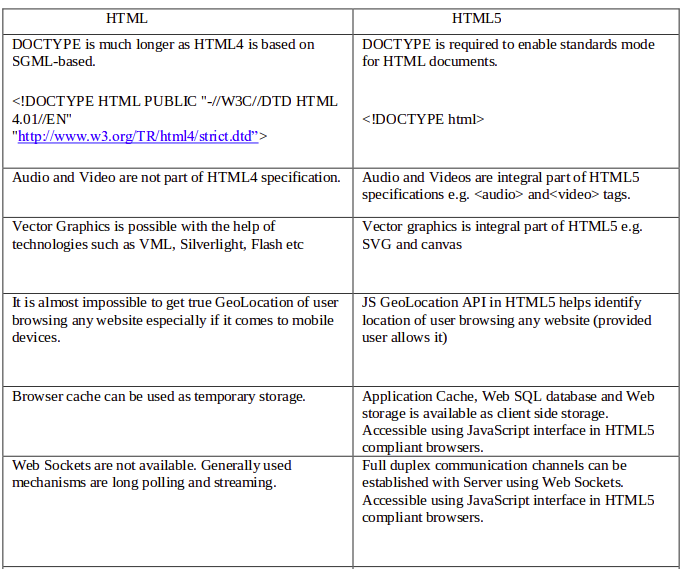 HTML
HTML5
DOCTYPE is much longer as HTML4 is based on
SGML-based.
<!DOCTYPE HTML PUBLIC "-//W3C//DTD HTML
4.01//EN"
"http://www.w3.org/TR/html4/strict.dtd”>
DOCTYPE is required to enable standards mode
for HTML documents.
<!DOCTYPE html>
Audio and Video are not part of HTML4 specification.
Audio and Videos are integral part of HTML5
specifications e.g. <audio> and<video> tags.
Vector Graphics is possible with the help of
technologies such as VML, Silverlight, Flash etc
Vector graphics is integral part of HTML5 e.g.
SVG and canvas
It is almost impossible to get true GeoLocation of user
browsing any website especially if it comes to mobile
devices.
JS GeoLocation API in HTML5 helps identify
location of user browsing any website (provided
user allows it)
Browser cache can be used as temporary storage.
Application Cache, Web SQL database and Web
storage is available as client side storage.
Accessible using JavaScript interface in HTML5
compliant browsers.
Web Sockets are not available. Generally used
mechanisms are long polling and streaming.
Full duplex communication channels can be
established with Server using Web Sockets.
Accessible using JavaScript interface in HTML5
compliant browsers.